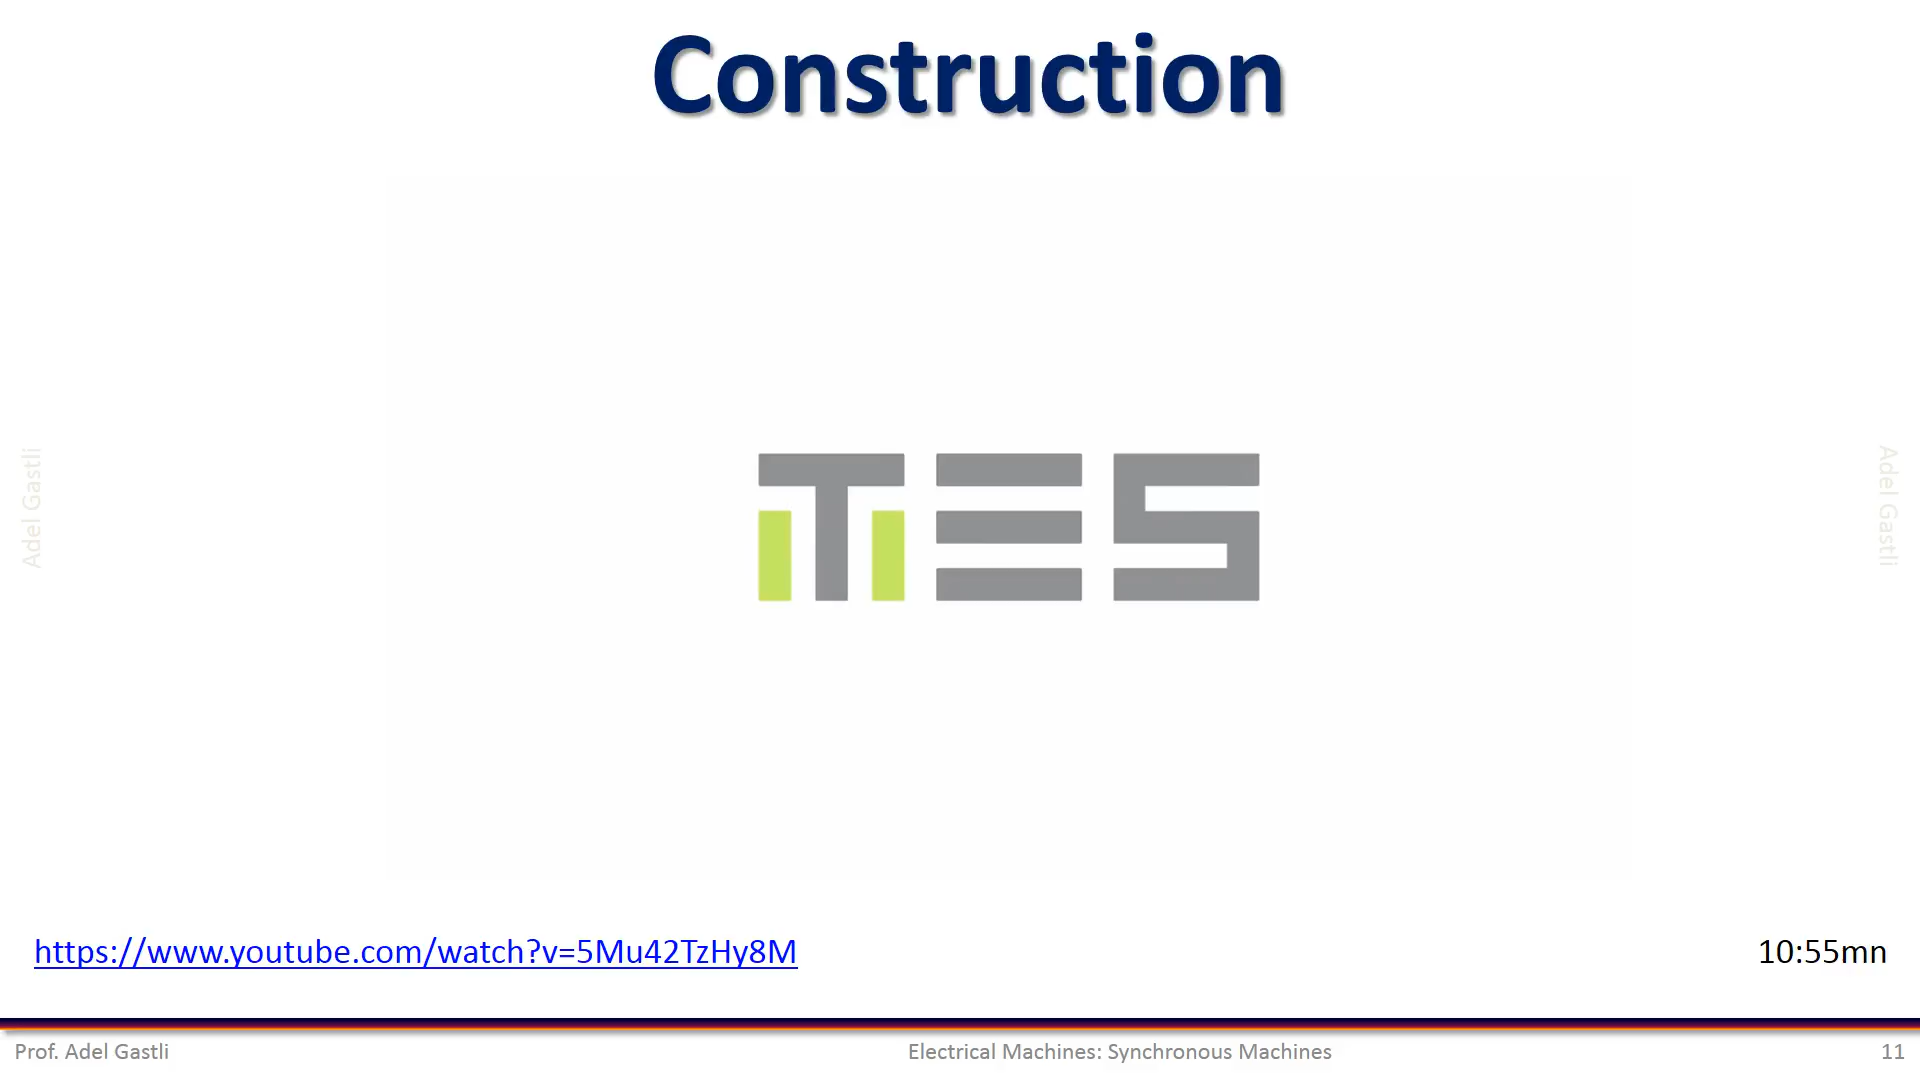 Construction
TES
Adel Gastli
Adel Gastli
https://www.youtube.com/watch?v=5Mu42TzHy8M
10:55mn
Prof. Adel Gastli
Electrical Machines: Synchronous Machines
11